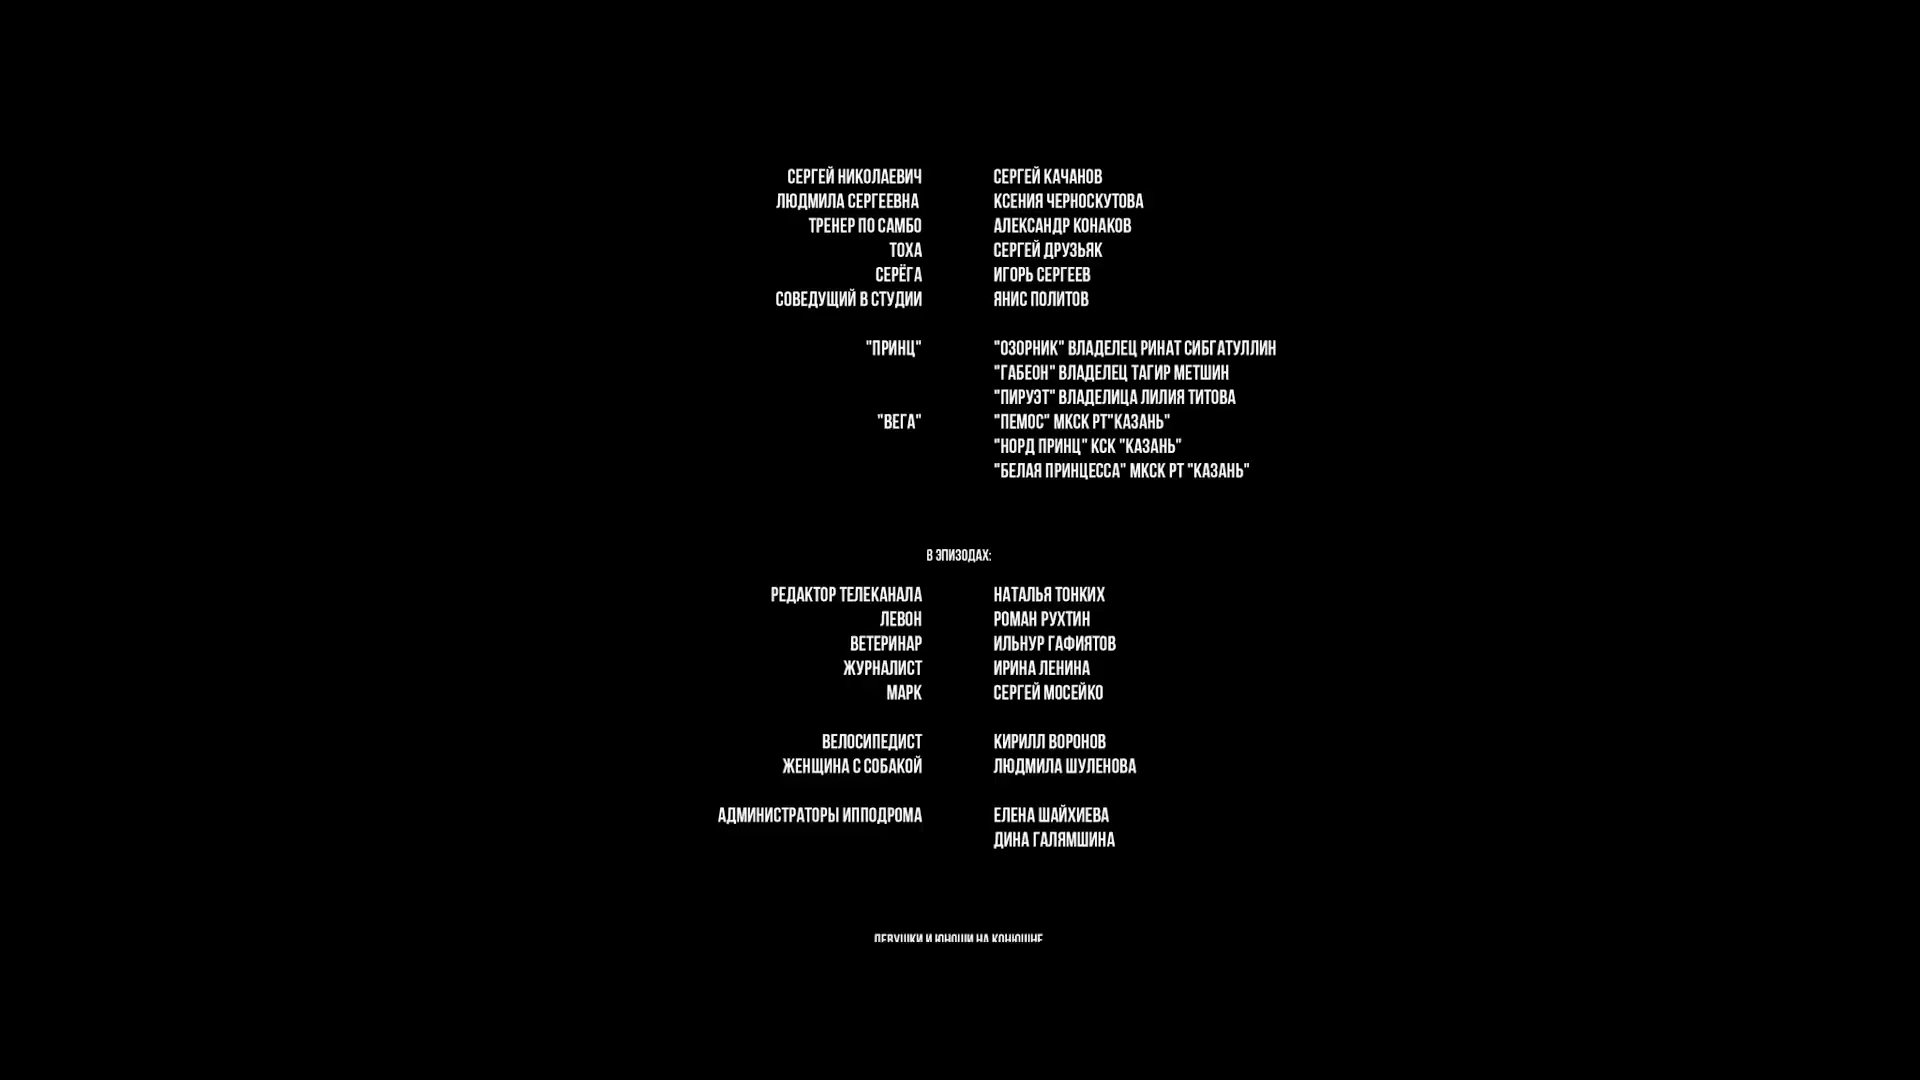 СЕРГЕЙ НИКОЛАЕВИЧ СЕРГЕЙ КАЧАНОВ
ЛЮДМИЛА СЕРГЕЕВНА КСЕНИЯ ЧЕРНОСКУТОВА
ТРЕНЕР ПО САМБО АЛЕКСАНДР КОНАКОВ
ТОХА СЕРГЕЙ ДРУЗЬЯК
СЕРЁГА ИГОРЬ СЕРГЕЕВ
СОВЕДУЩИЙ В СТУДИИ ЯНИС ПОЛИТОВ
"ПРИНЦ" "ОЗОРНИК" ВЛАДЕЛЕЦ РИНАТ СИБГАТУЛЛИН
"ГАБЕОН" ВЛАДЕЛЕЦ ТАГИР МЕТШИН
"ПИРУЭТ" ВЛАДЕЛИЦА ЛИЛИЯ ТИТОВА
"ВЕГА" "ПЕМОС" МКСК РТ"КАЗАНЬ"
"НОРД ПРИНЦ" КСК "КАЗАНЬ"
"БЕЛАЯ ПРИНЦЕССА" МКСК РТ "КАЗАНЬ"
В ЭПИЗОДАХ:
РЕДАКТОР ТЕЛЕКАНАЛА НАТАЛЬЯ ТОНКИХ
ЛЕВОН РОМАН РУХТИН
ВЕТЕРИНАР ИЛЬНУР ГАФИЯТОВ
ЖУРНАЛИСТ ИРИНА ЛЕНИНА
МАРК СЕРГЕЙ МОСЕЙКО
ВЕЛОСИПЕДИСТ КИРИЛЛ ВОРОНОВ
ЖЕНЩИНА С СОБАКОЙ ЛЮДМИЛА ШУЛЕНОВА
АДМИНИСТРАТОРЫ ИППОДРОМА ЕЛЕНА ШАЙХИЕВА
ДИНА ГАЛЯМШИНА
ДЕВУШКИ И ЮНОШИ НА КОНЮШНЕ